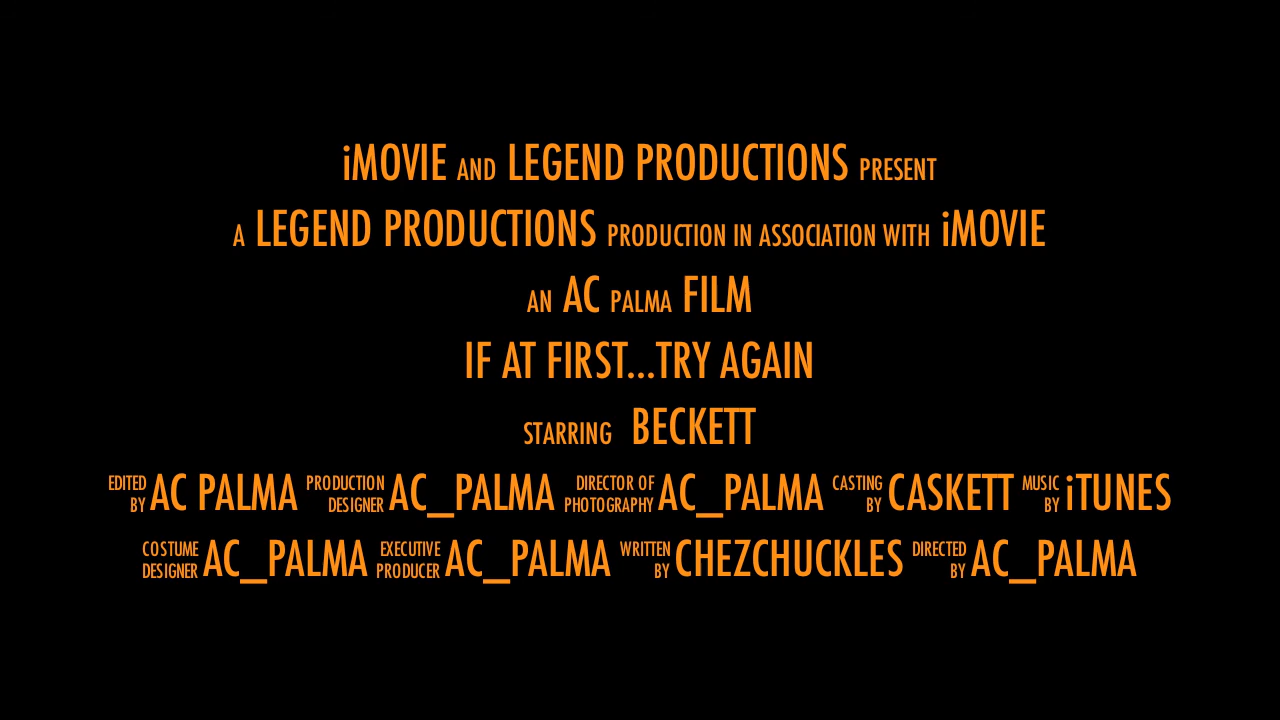 iMOVIE AND LEGEND PRODUCTIONS PRESENT
A LEGEND PRODUCTIONS PRODUCTION IN ASSOCIATION WITH iMOVIE
AN AC PALMA FILM
IF AT FIRST...TRY AGAIN
STARRING BECKETT
EDITED BY AC PALMA PRODUCTION DESIGNER AC_PALMA DIRECTOR OF PHOTOGRAPHY AC_PALMA CASTING BY CASKETT MUSIC BY iTUNES
COSTUME DESIGNER AC_PALMA EXECUTIVE PRODUCER AC_PALMA WRITTEN BY CHEZCHUCKLES DIRECTED BY AC_PALMA